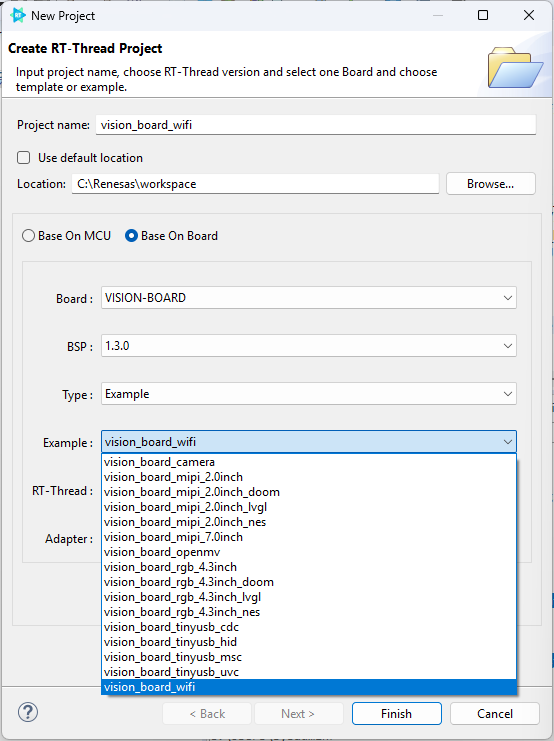 New Project
Create RT-Thread Project
Input project name, choose RT-Thread version and select one Board and choose
template or example.
Project name: vision_board_wifi
Use default location
Location: C:\Renesas\workspace Browse...
Base On MCU Base On Board
Board : VISION-BOARD
BSP : 1.3.0
Type : Example
Example : vision_board_wifi
vision_board_camera
vision_board_mipi_2.0inch
RT-Thread :
vision_board_mipi_2.0inch_doom
vision_board_mipi_2.0inch_lvgl
vision_board_mipi_2.0inch_nes
Adapter :
vision_board_mipi_7.0inch
vision_board_openmv
vision_board_rgb_4.3inch
vision_board_rgb_4.3inch_doom
vision_board_rgb_4.3inch_lvgl
vision_board_rgb_4.3inch_nes
vision_board_tinyusb_cdc
vision_board_tinyusb_hid
vision_board_tinyusb_msc
vision_board_tinyusb_uvc
vision_board_wifi
? < Back Next > Finish Cancel